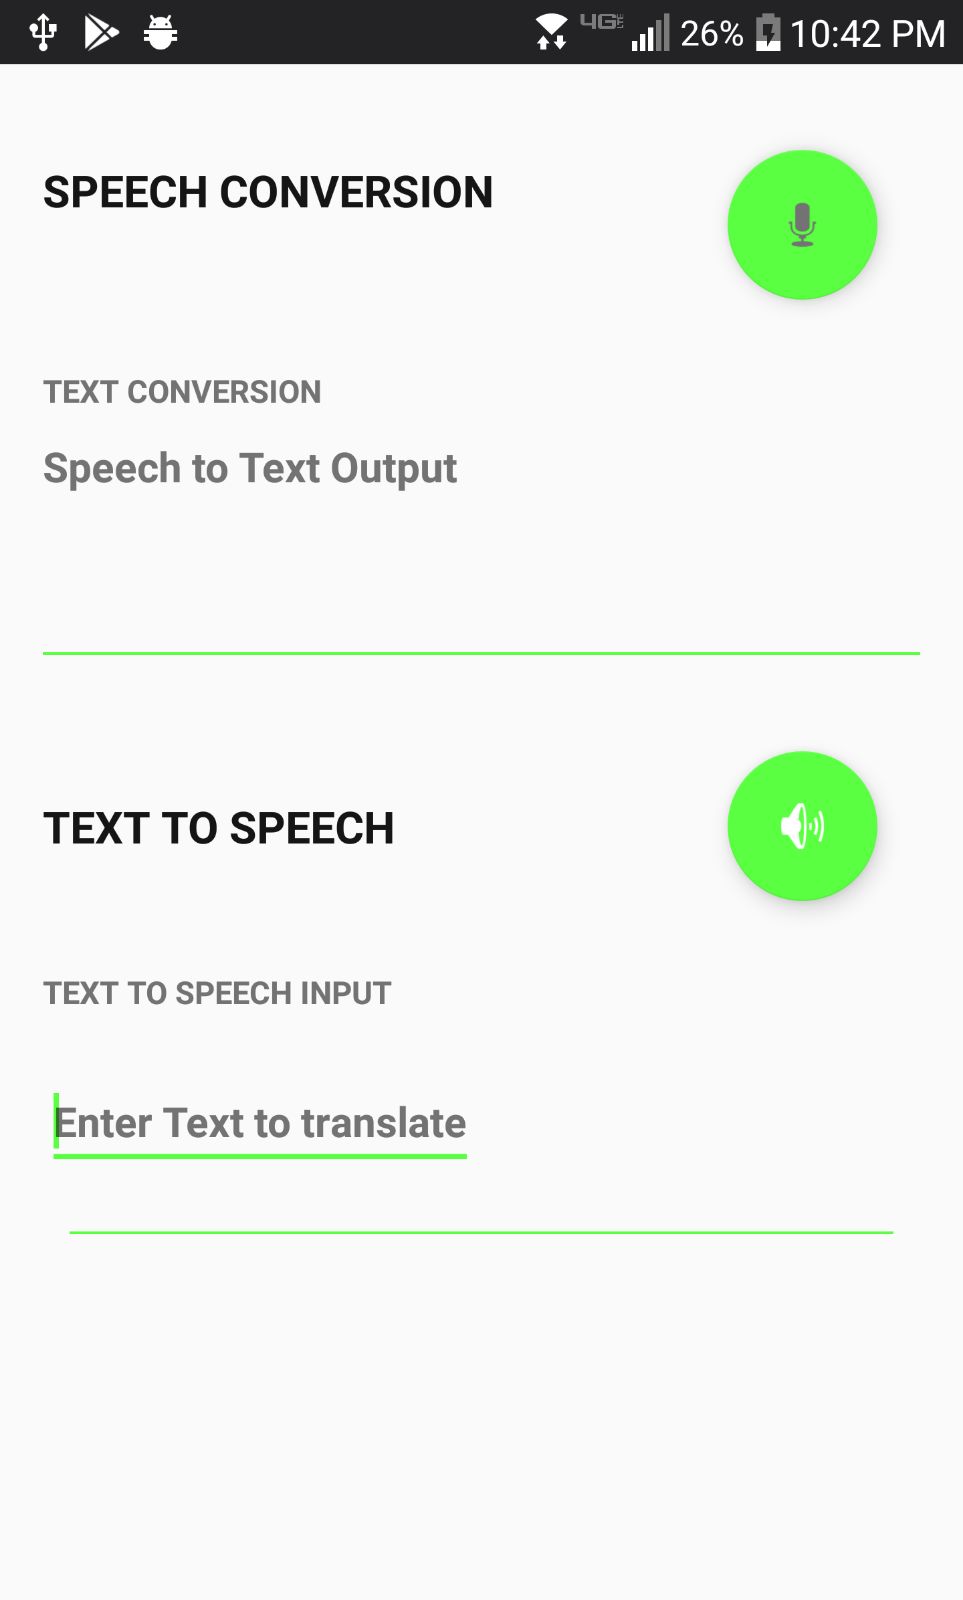 4G LTE 26% 10:42 PM
SPEECH CONVERSION
TEXT CONVERSION
Speech to Text Output
TEXT TO SPEECH
TEXT TO SPEECH INPUT
Enter Text to translate